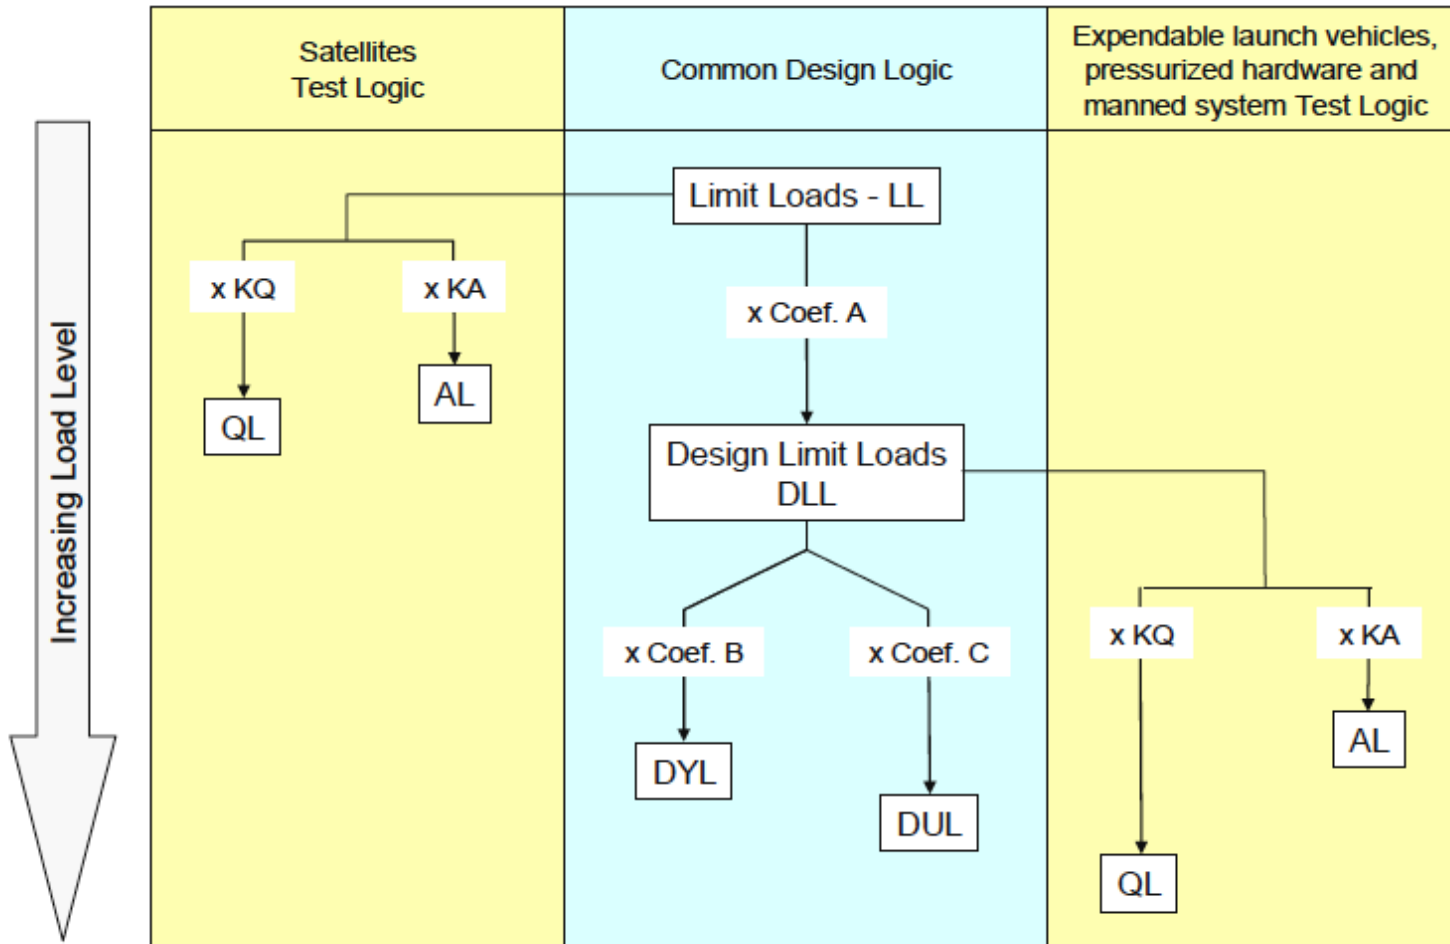 Satellites
Test Logic
Common Design Logic
Expendable launch vehicles,
pressurized hardware and
manned system Test Logic
Increasing Load Level
Limit Loads - LL
x KQ
x KA
x Coef. A
QL
AL
Design Limit Loads
DLL
x Coef. B
x Coef. C
x KQ
x KA
DYL
DUL
AL
QL